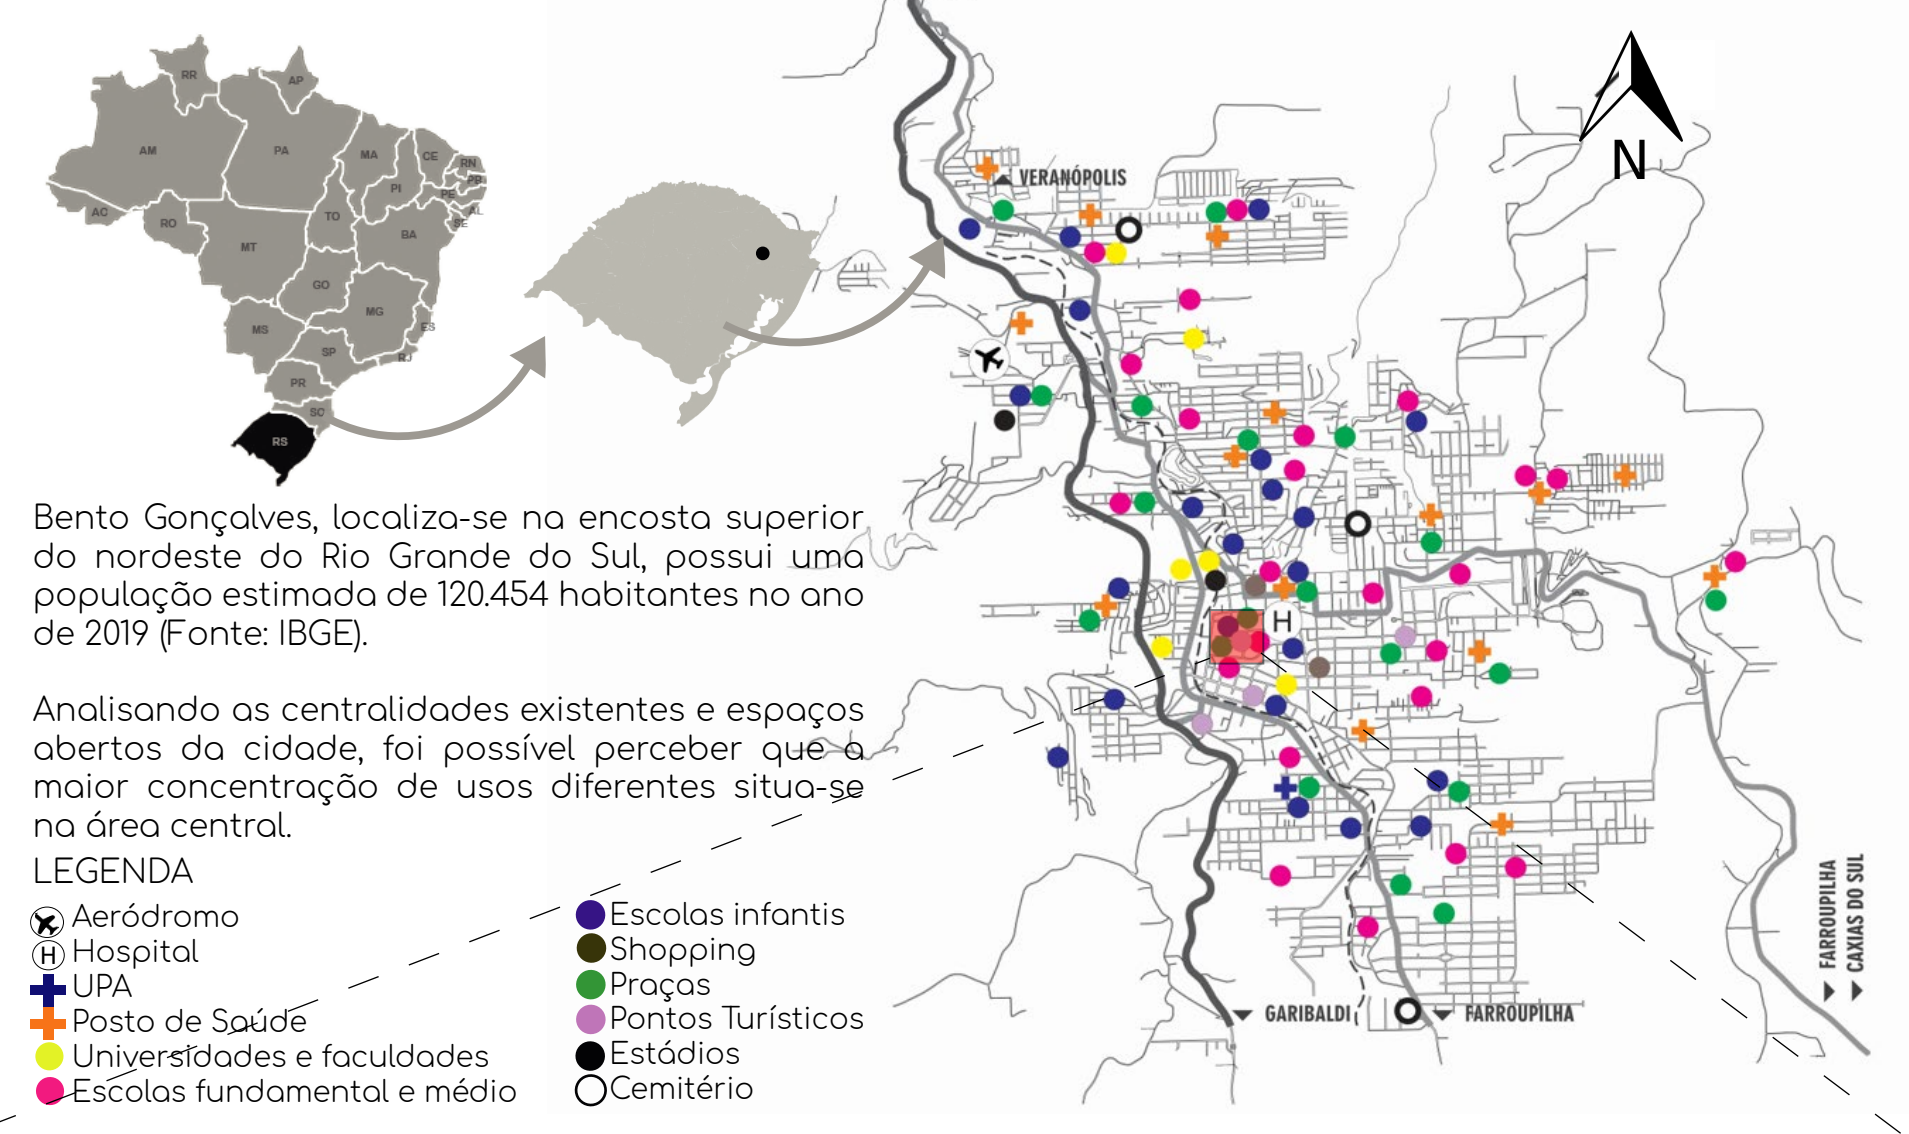 RR
AP
AM
PA
MA
CE
RN
PB
PI
PE
AC
RO
TO
AL
SE
MT
BA
GO
MG
MS
ES
SP
RJ
PR
SC
RS
N
VERANÓPOLIS
H
GARIBALDI
FARROUPILHA
FARROUPILHA
CAXIAS DO SUL
Bento Gonçalves, localiza-se na encosta superior
do nordeste do Rio Grande do Sul, possui uma
população estimada de 120.454 habitantes no ano
de 2019 (Fonte: IBGE).
Analisando as centralidades existentes e espaços
abertos da cidade, foi possível perceber que a
maior concentração de usos diferentes situa-se
na área central.
LEGENDA
Aeródromo
H Hospital
UPA
Posto de Saúde
Universidades e faculdades
Escolas fundamental e médio
Escolas infantis
Shopping
Praças
Pontos Turísticos
Estádios
Cemitério